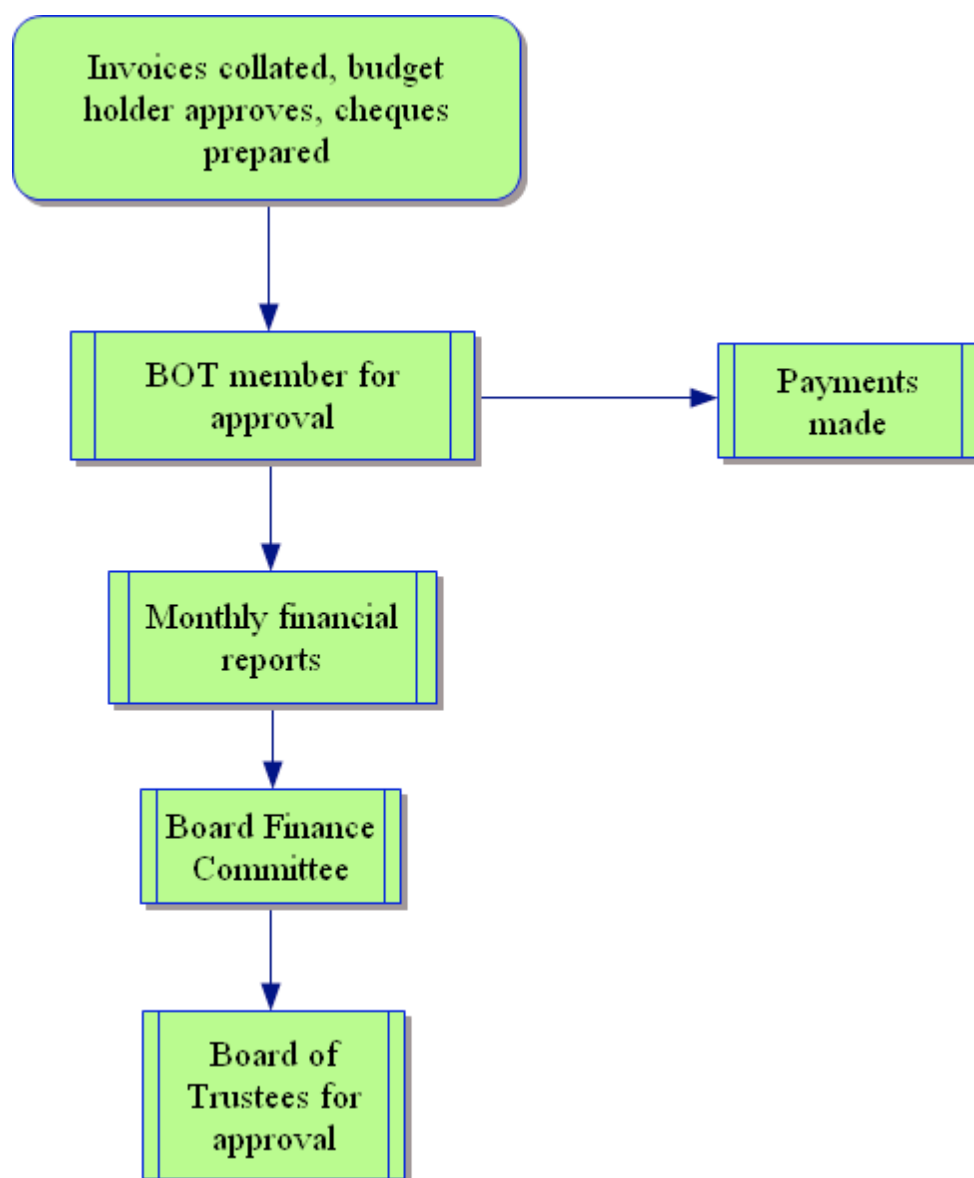 Invoices collated, budget
holder approves, cheques
prepared
BOT member for
approval
Payments
made
Monthly financial
reports
Board Finance
Committee
Board of
Trustees for
approval